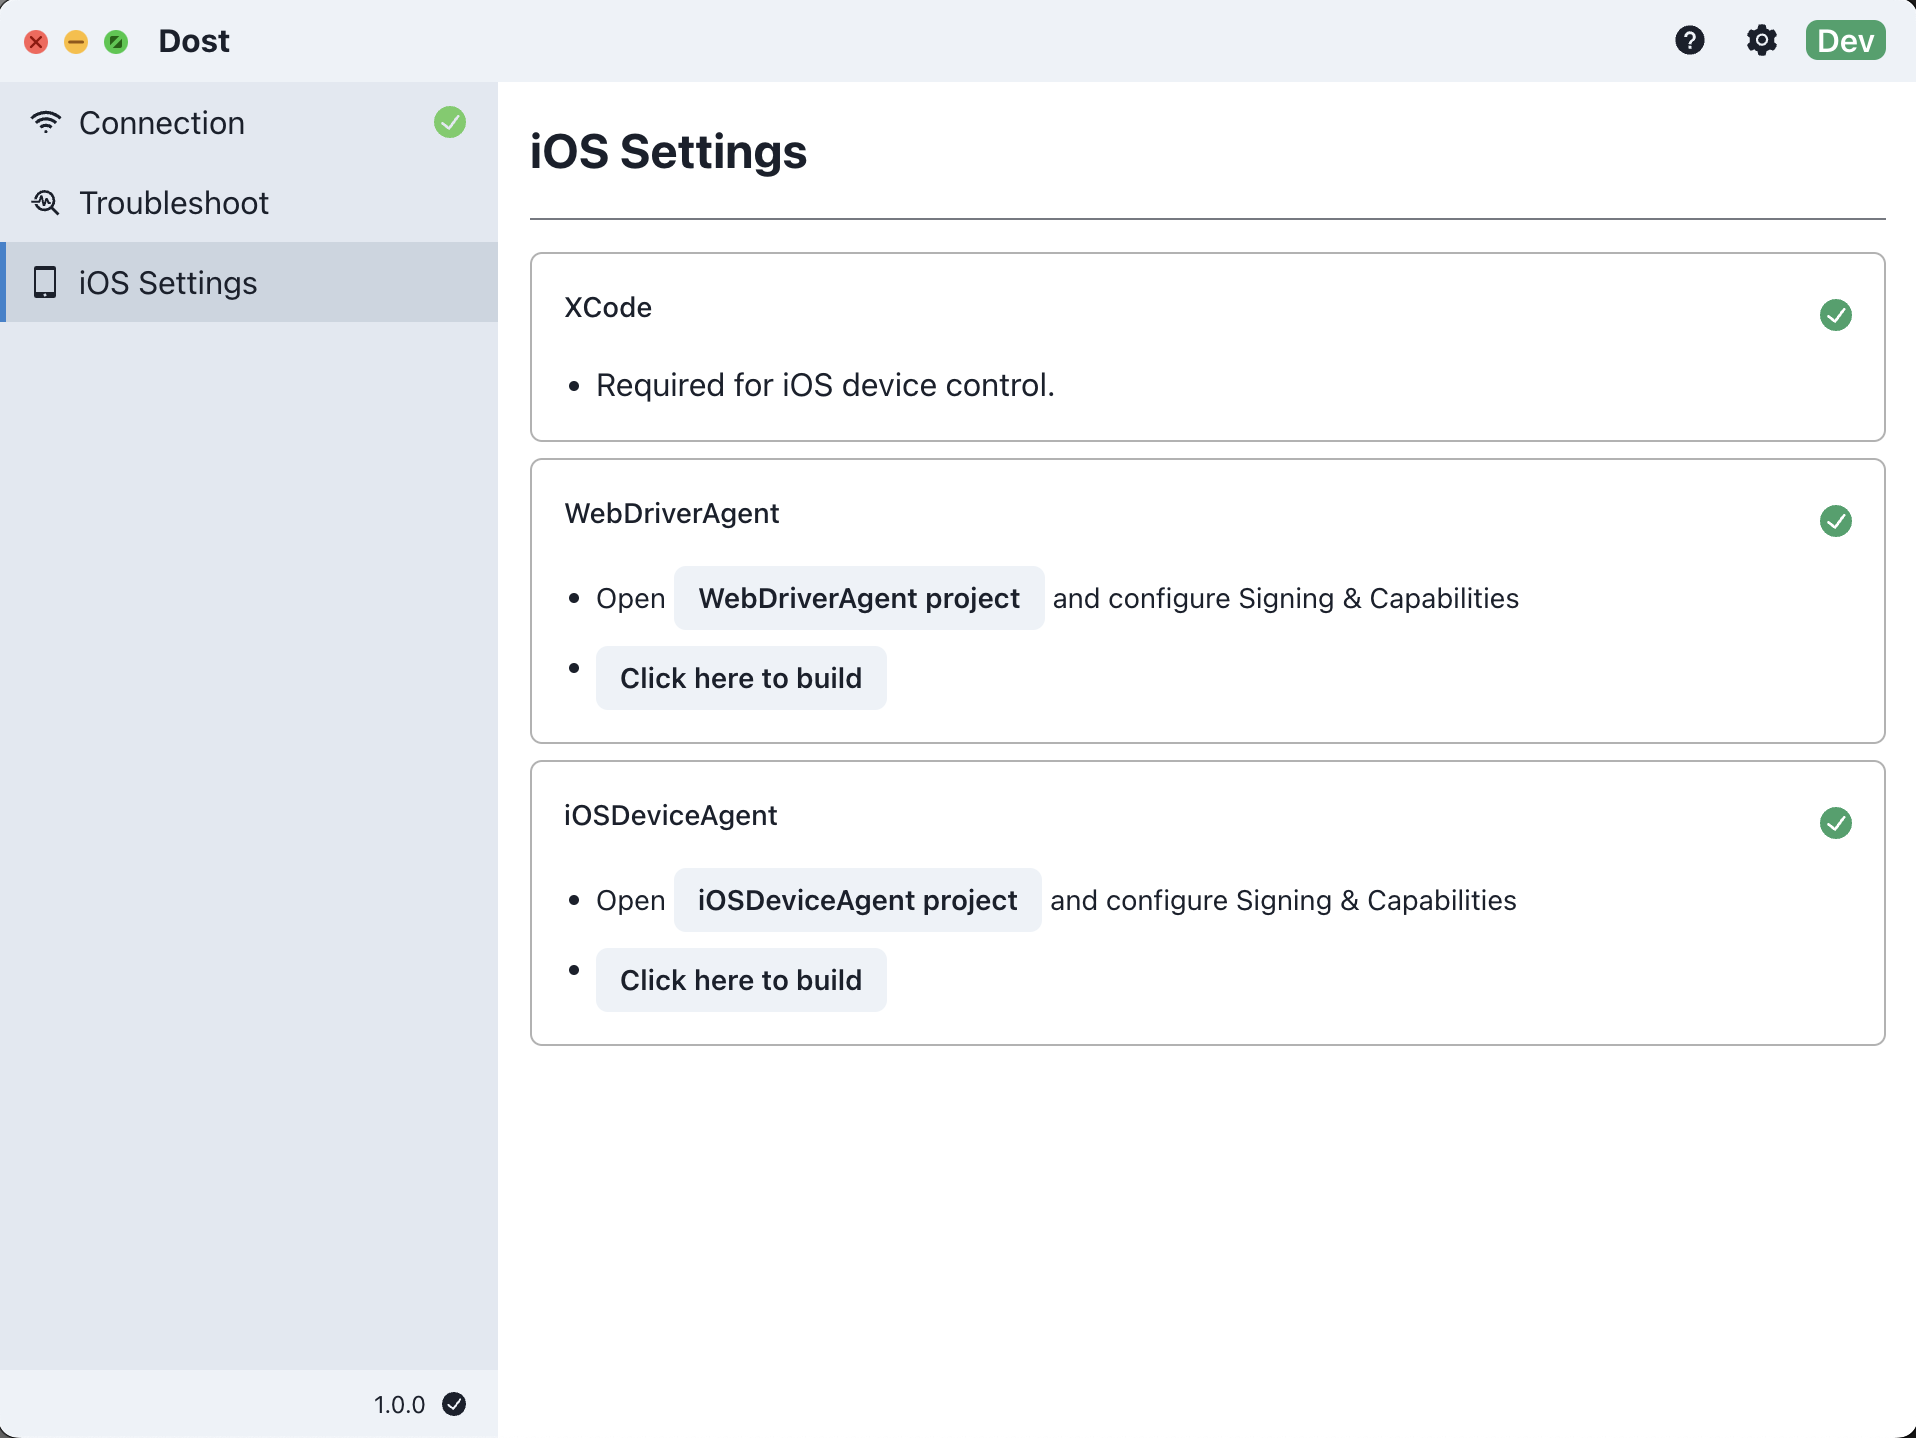 Dost
Dev
Connection
Troubleshoot
iOS Settings
iOS Settings
XCode
Required for iOS device control.
WebDriverAgent
Open WebDriverAgent project and configure Signing & Capabilities
Click here to build
iOSDeviceAgent
Open iOSDeviceAgent project and configure Signing & Capabilities
Click here to build
1.0.0